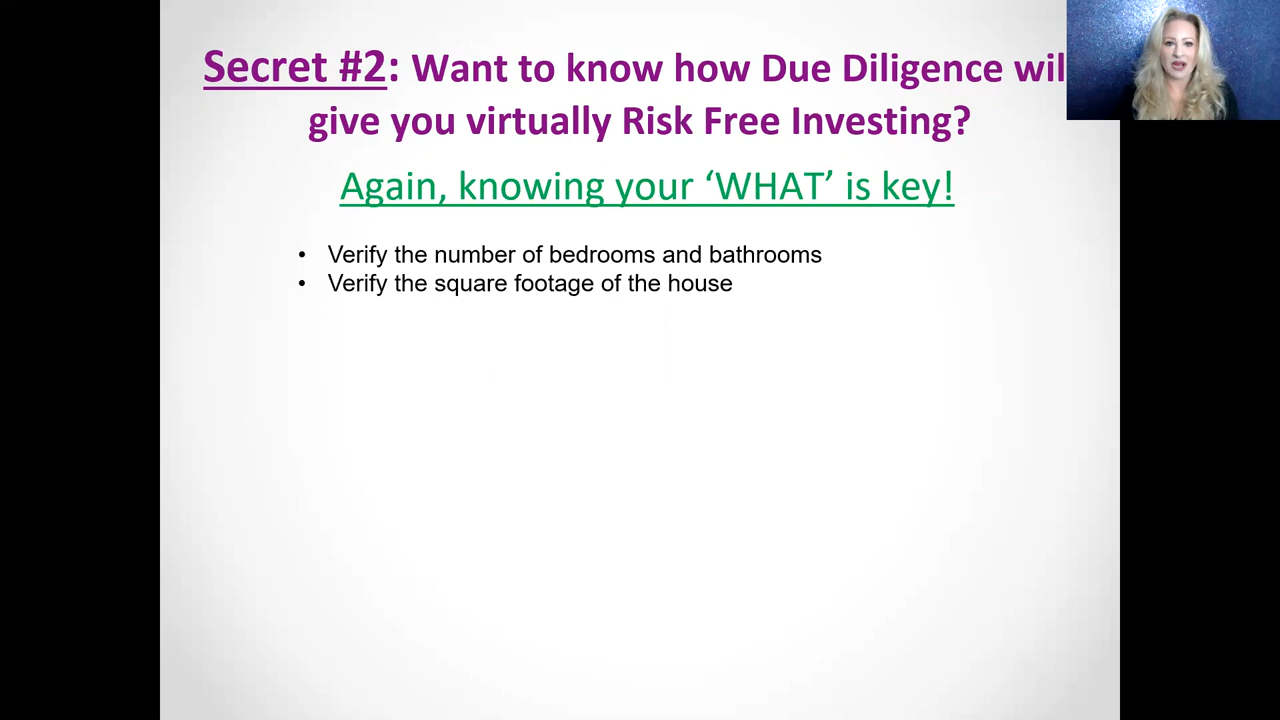 Secret #2: Want to know how Due Diligence wil
give you virtually Risk Free Investing?
Again, knowing your ‘WHAT’ is key!
• Verify the number of bedrooms and bathrooms
• Verify the square footage of the house